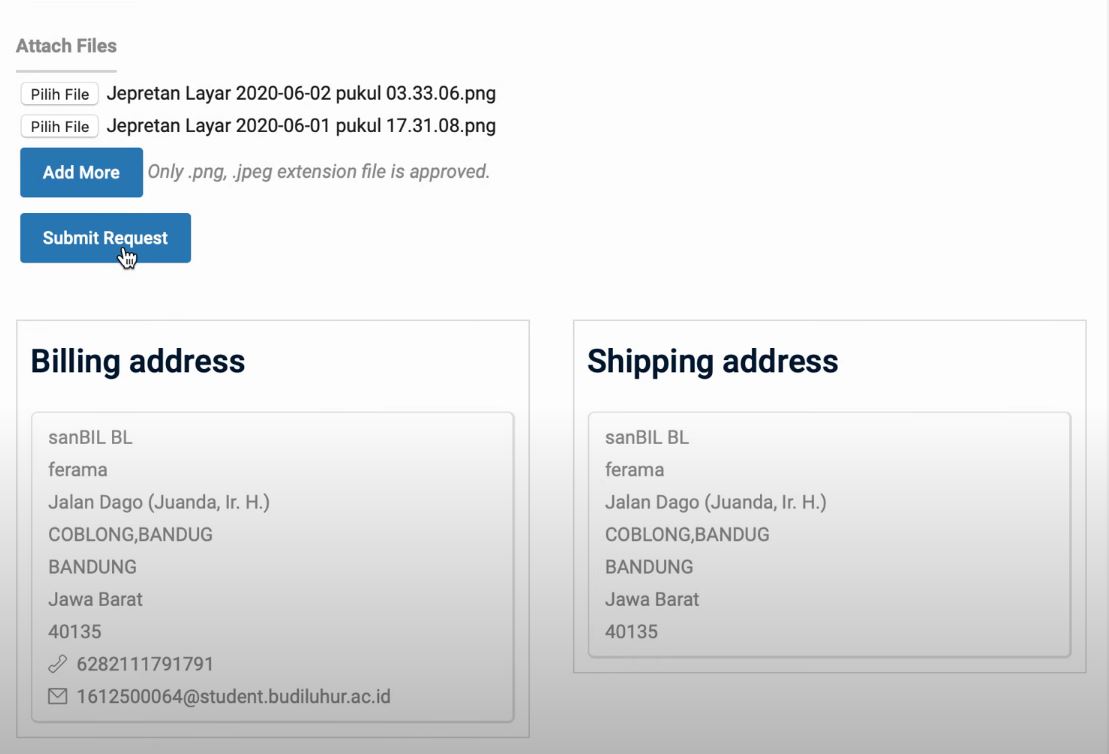 Attach Files
Pilih File Jepretan Layar 2020-06-02 pukul 03.33.06.png
Pilih File Jepretan Layar 2020-06-01 pukul 17.31.08.png
Add More Only .png, .jpeg extension file is approved.
Submit Request
Billing address
sanBIL BL
ferama
Jalan Dago (Juanda, Ir. H.)
COBLONG,BANDUG
BANDUNG
Jawa Barat
40135
6282111791791
1612500064@student.budiluhur.ac.id
Shipping address
sanBIL BL
ferama
Jalan Dago (Juanda, Ir. H.)
COBLONG,BANDUG
BANDUNG
Jawa Barat
40135